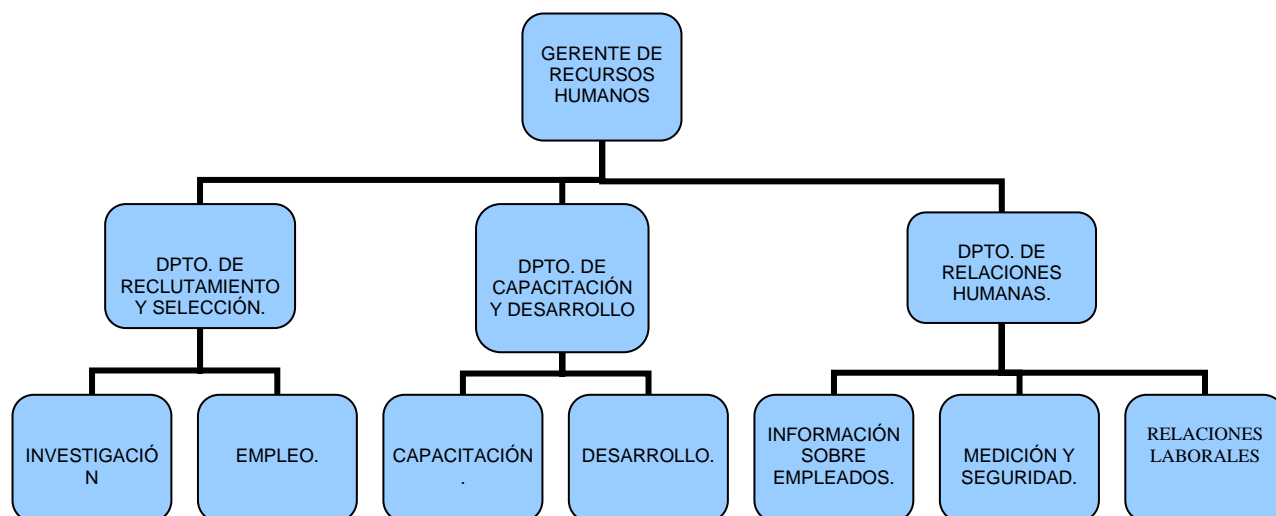 GERENTE DE
RECURSOS
HUMANOS
DPTO. DE
RECLUTAMIENTO
Y SELECCIÓN.
DPTO. DE
CAPACITACIÓN
Y DESARROLLO
DPTO. DE
RELACIONES
HUMANAS.
INVESTIGACIÓ
N
EMPLEO.
CAPACITACIÓN
.
DESARROLLO.
INFORMACIÓN
SOBRE
EMPLEADOS.
MEDICIÓN Y
SEGURIDAD.
RELACIONES
LABORALES